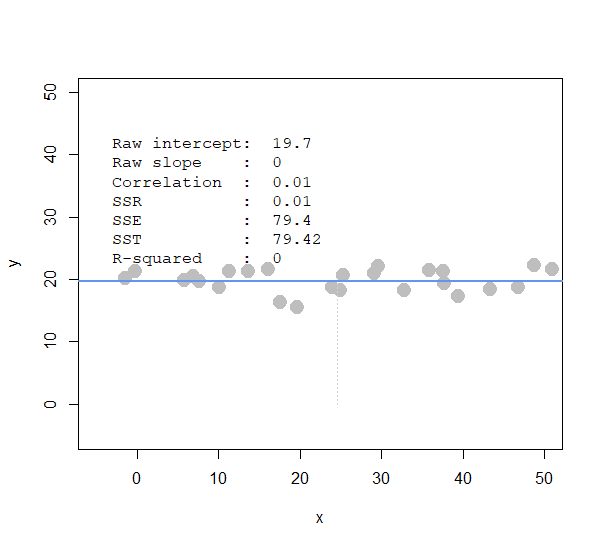 Raw intercept: 19.7
Raw slope : 0
Correlation : 0.01
SSR : 0.01
SSE : 79.4
SST : 79.42
R-squared : 0
y
50
40
30
20
10
0
0 10 20 30 40 50
x